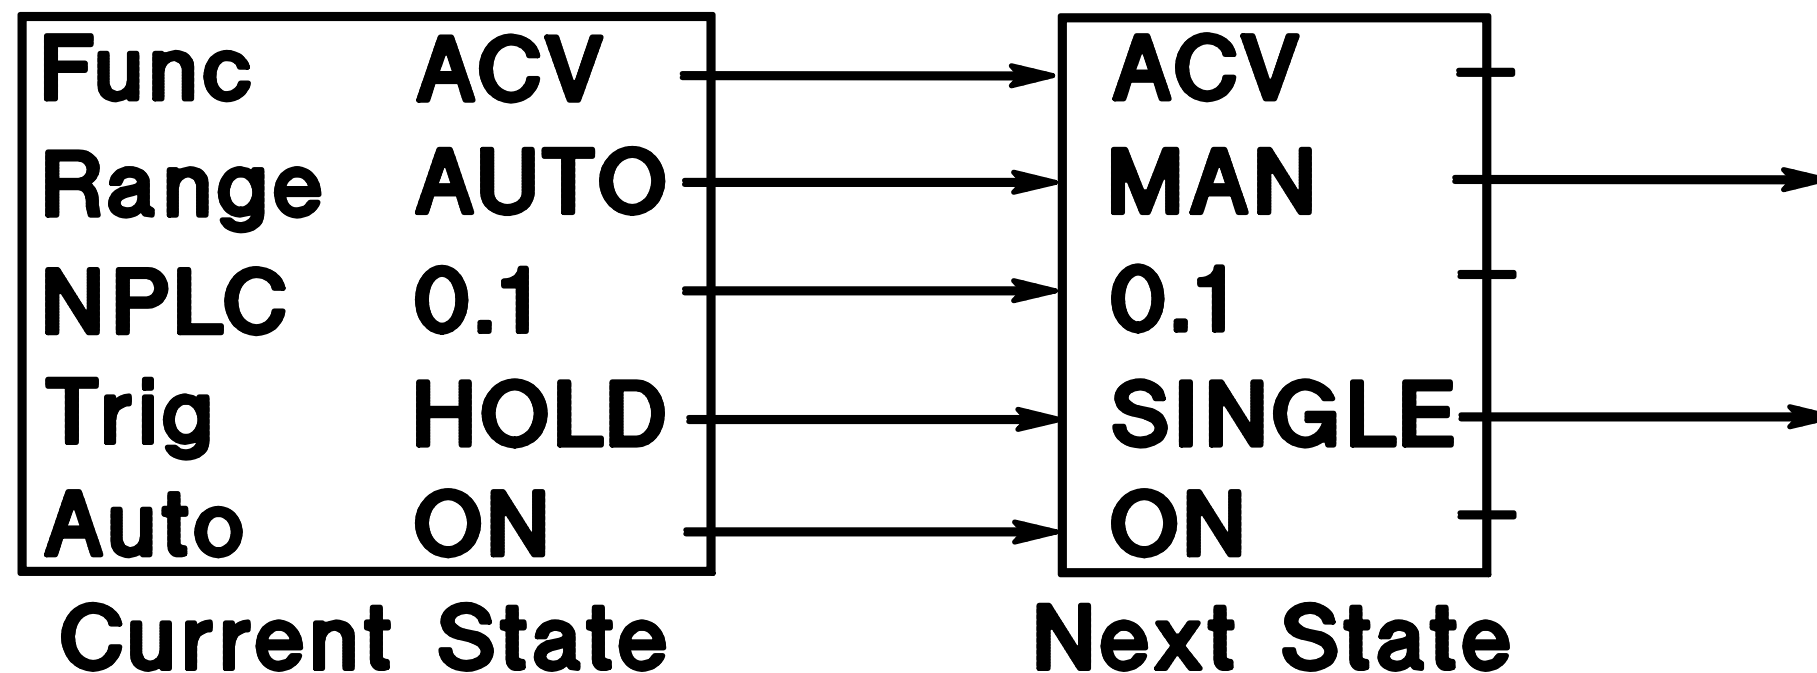 Func ACV ACV
Range AUTO MAN
NPLC 0.1 0.1
Trig HOLD SINGLE
Auto ON ON
Current State Next State